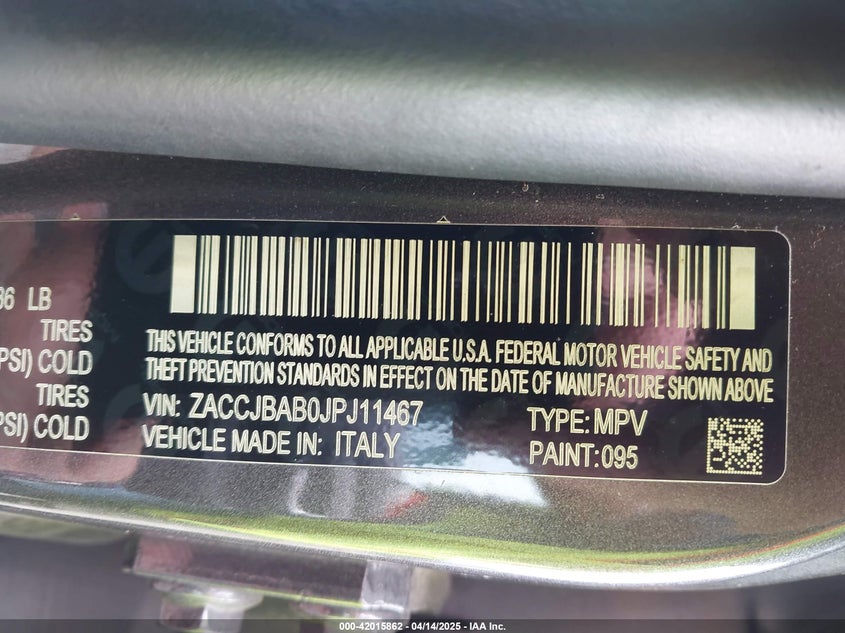 36 LB
TIRES
PSI) COLD
TIRES
PSI) COLD
THIS VEHICLE CONFORMS TO ALL APPLICABLE U.S.A. FEDERAL MOTOR VEHICLE SAFETY AND
THEFT PREVENTION STANDARDS IN EFFECT ON THE DATE OF MANUFACTURE SHOWN ABOVE
VIN: ZACCJBAB0JPJ11467 TYPE: MPV
VEHICLE MADE IN: ITALY PAINT: 095
000-42015862 04/14/2025 - IAA Inc.